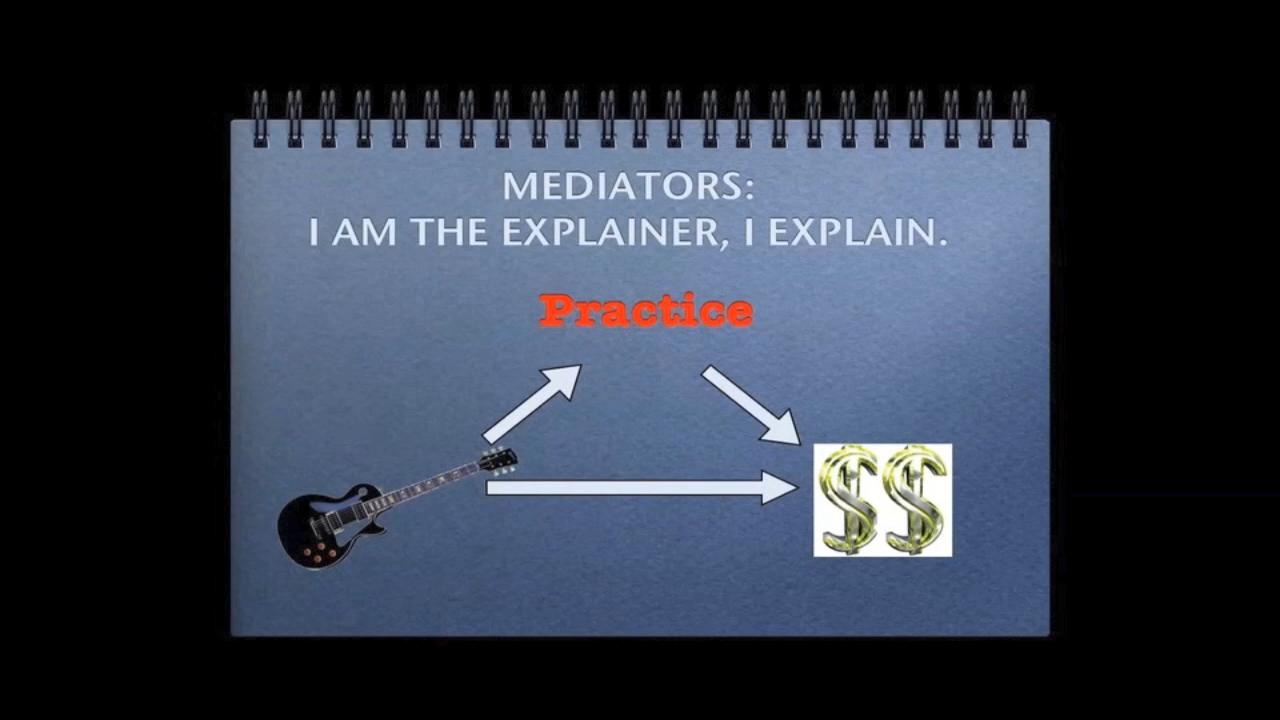 MEDIATORS:
I AM THE EXPLAINER, I EXPLAIN.
Practice
$$